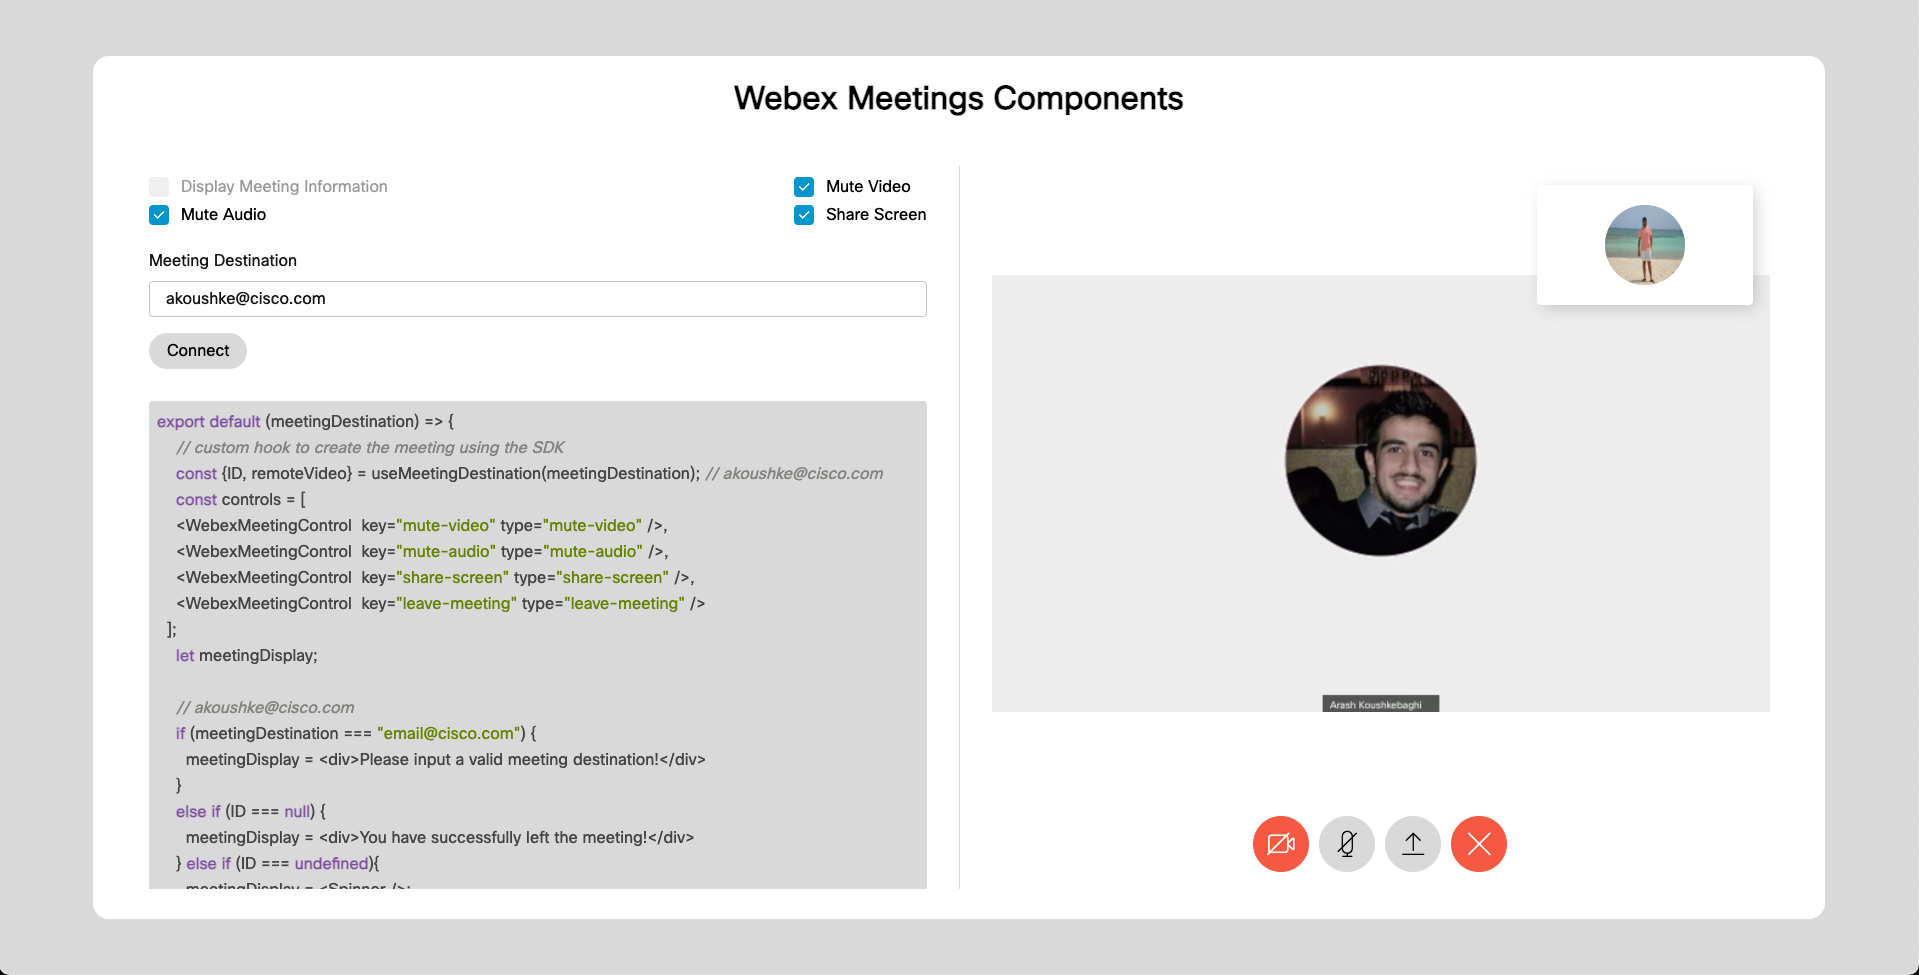 Webex Meetings Components
Display Meeting Information
Mute Video
Mute Audio
Share Screen
Meeting Destination
akoushke@cisco.com
Connect
export default (meetingDestination) => {
// custom hook to create the meeting using the SDK
const {ID, remoteVideo} = useMeetingDestination(meetingDestination); // akoushke@cisco.com
const controls = [
<WebexMeetingControl key="mute-video" type="mute-video" />,
<WebexMeetingControl key="mute-audio" type="mute-audio" />,
<WebexMeetingControl key="share-screen" type="share-screen" />,
<WebexMeetingControl key="leave-meeting" type="leave-meeting" />
];
let meetingDisplay;
// akoushke@cisco.com
if (meetingDestination === "email@cisco.com") {
meetingDisplay = <div>Please input a valid meeting destination!</div>
}
else if (ID === null) {
meetingDisplay = <div>You have successfully left the meeting!</div>
} else if (ID === undefined){
meetingDisplay = <Spinner />;
Arash Koushkebaghi